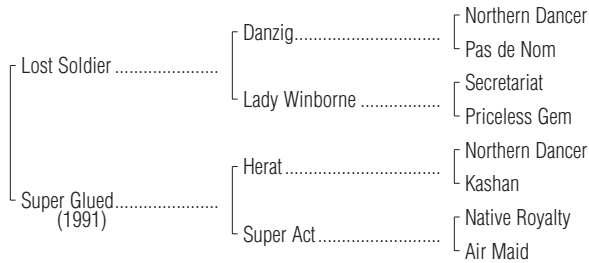 Northern Dancer
Danzig
Pas de Nom
Lost Soldier
Secretariat
Lady Winborne
Priceless Gem
Northern Dancer
Herat
Kashan
Super Glued
(1991)
Native Royalty
Super Act
Air Maid